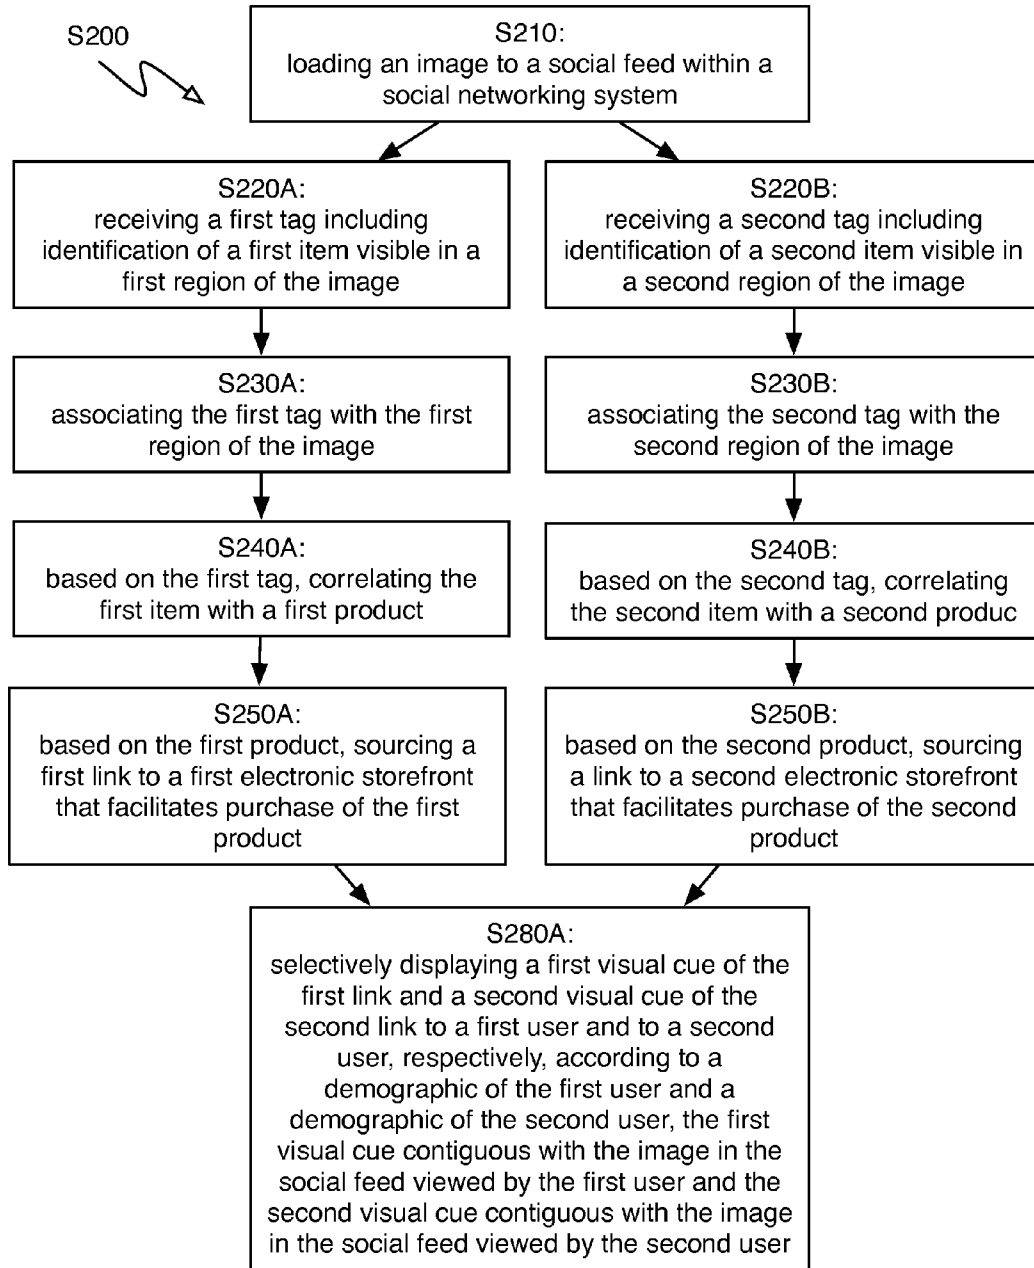 S200
S210:
loading an image to a social feed within a
social networking system
S220A:
receiving a first tag including
identification of a first item visible in a
first region of the image
S220B:
receiving a second tag including
identification of a second item visible in
a second region of the image
S230A:
associating the first tag with the first
region of the image
S230B:
associating the second tag with the
second region of the image
S240A:
based on the first tag, correlating the
first item with a first product
S240B:
based on the second tag, correlating
the second item with a second produc
S250A:
based on the first product, sourcing a
first link to a first electronic storefront
that facilitates purchase of the first
product
S250B:
based on the second product, sourcing
a link to a second electronic storefront
that facilitates purchase of the second
product
S280A:
selectively displaying a first visual cue of the
first link and a second visual cue of the
second link to a first user and to a second
user, respectively, according to a
demographic of the first user and a
demographic of the second user, the first
visual cue contiguous with the image in the
social feed viewed by the first user and the
second visual cue contiguous with the image
in the social feed viewed by the second user